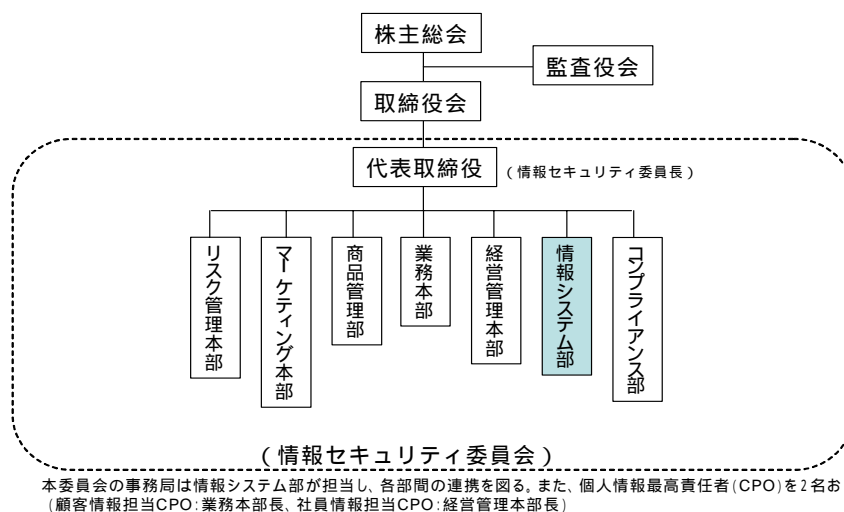 株主総会
監査役会
取締役会
代表取締役
(情報セキュリティ委員長)
リスク管理本部
マーケティング本部
商品管理部
業務本部
経営管理本部
情報システム部
コンプライアンス部
(情報セキュリティ委員会)
本委員会の事務局は情報システム部が担当し、各部間の連携を図る。また、個人情報最高責任者(CPO)を2名お
(顧客情報担当CPO:業務本部長、社員情報担当CPO:経営管理本部長)